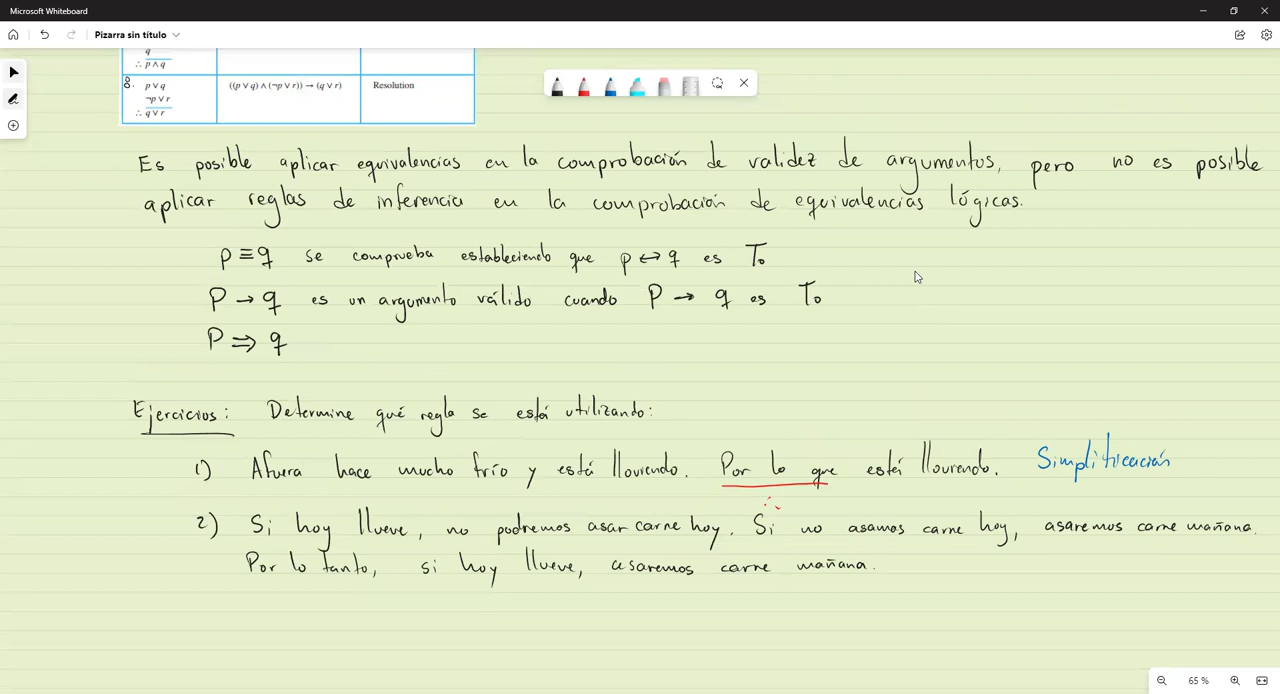 Microsoft Whiteboard
Pizarra sin título
q
∴ p ∧ q
8.
p ∨ q
¬p ∨ r
∴ q ∨ r
((p ∨ q) ∧ (¬p ∨ r)) → (q ∨ r)
Resolution
Es posible aplicar equivalencias en la comprobación de validez de argumentos, pero no es posible
aplicar reglas de inferencia en la comprobación de equivalencias lógicas.
p ≡ q se comprueba estableciendo que p ↔ q es T₀
P → q es un argumento válido cuando P → q es T₀
P ⇒ q
Ejercicios: Determine qué regla se está utilizando:
1) Afuera hace mucho frío y está lloviendo. Por lo que está lloviendo. Simplificación
∴
2) Si hoy llueve, no podremos asar carne hoy. Si no asamos carne hoy, asaremos carne mañana.
Por lo tanto, si hoy llueve, asaremos carne mañana.
65 %